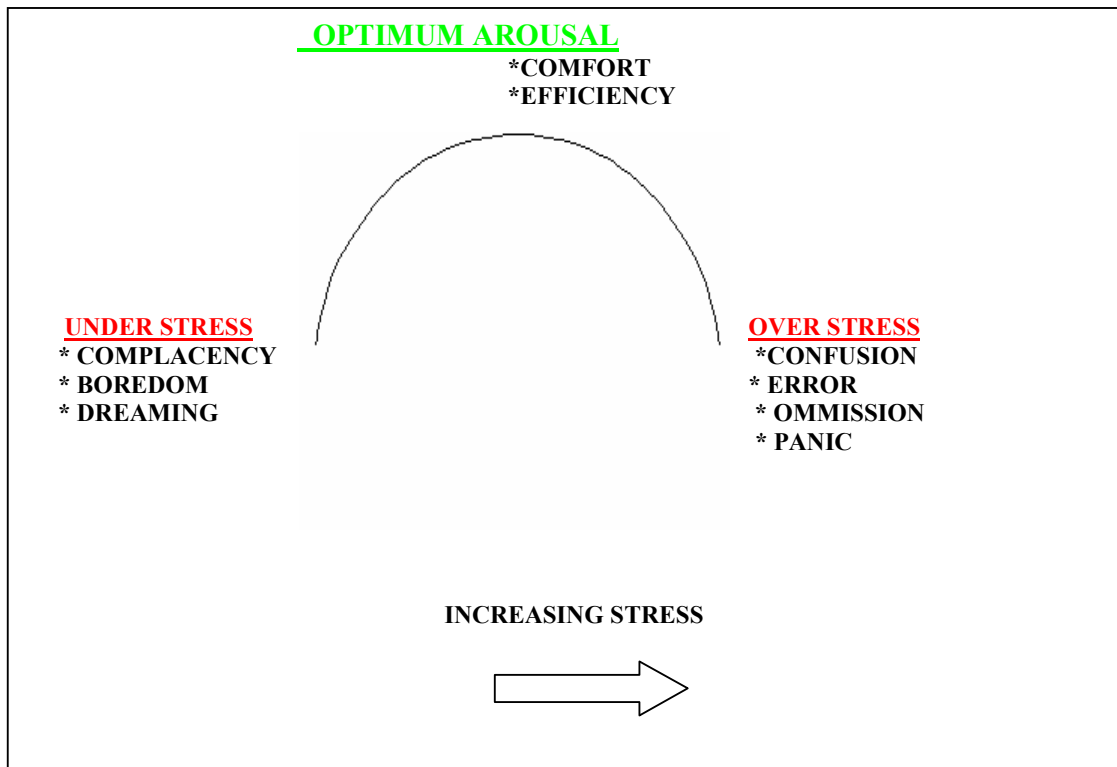 OPTIMUM AROUSAL
*COMFORT
*EFFICIENCY
UNDER STRESS
* COMPLACENCY
* BOREDOM
* DREAMING
OVER STRESS
*CONFUSION
* ERROR
* OMMISSION
* PANIC
INCREASING STRESS